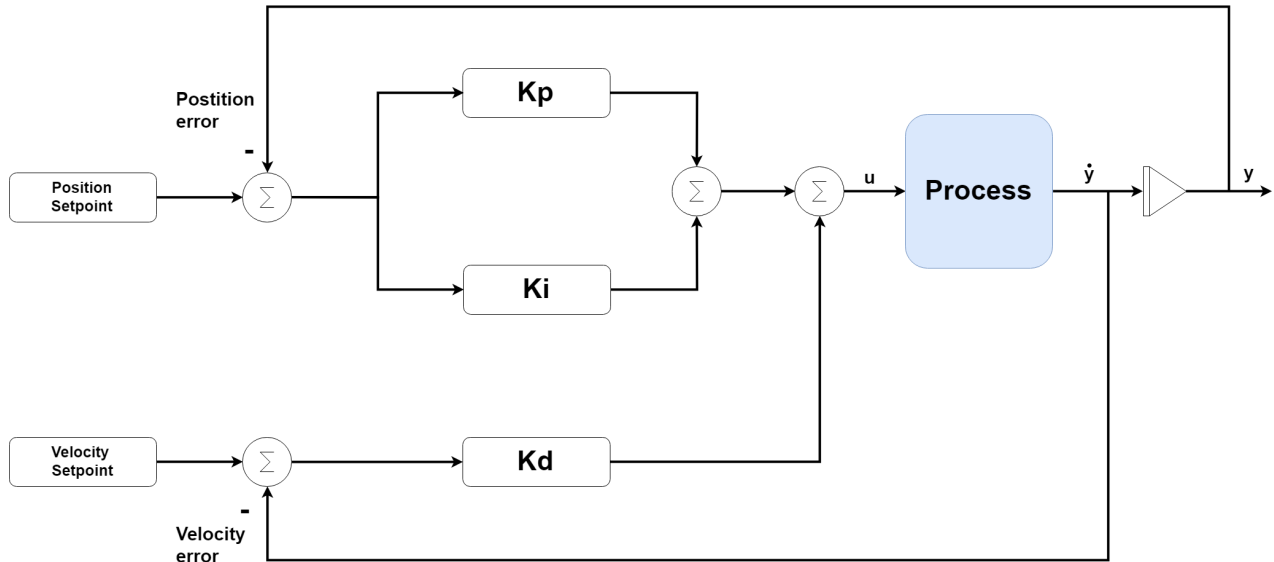 Postition
error
-
Kp
Position
Setpoint
Σ
Σ
Σ
u
Process
ẏ
y
Ki
Velocity
Setpoint
Σ
Kd
-
Velocity
error